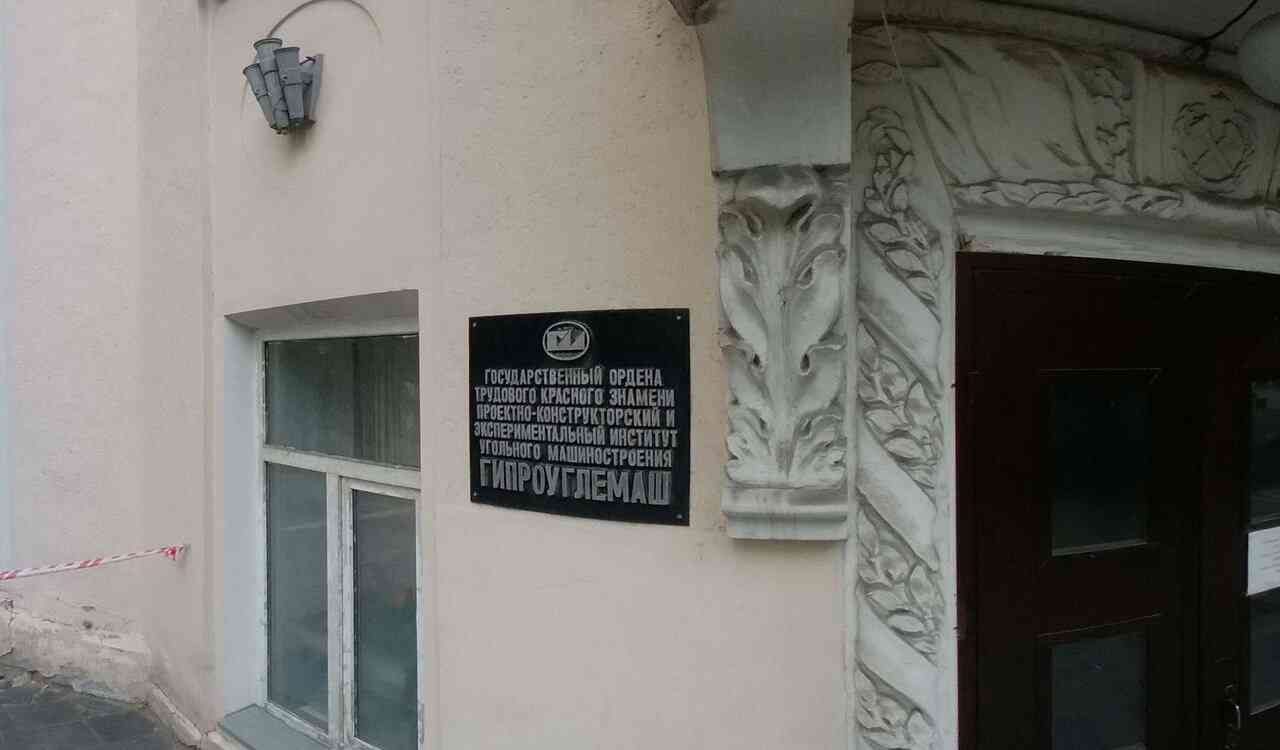 ГОСУДАРСТВЕННЫЙ ОРДЕНА
ТРУДОВОГО КРАСНОГО ЗНАМЕНИ
ПРОЕКТНО-КОНСТРУКТОРСКИЙ И
ЭКСПЕРИМЕНТАЛЬНЫЙ ИНСТИТУТ
УГОЛЬНОГО МАШИНОСТРОЕНИЯ
ГИПРОУГЛЕМАШ